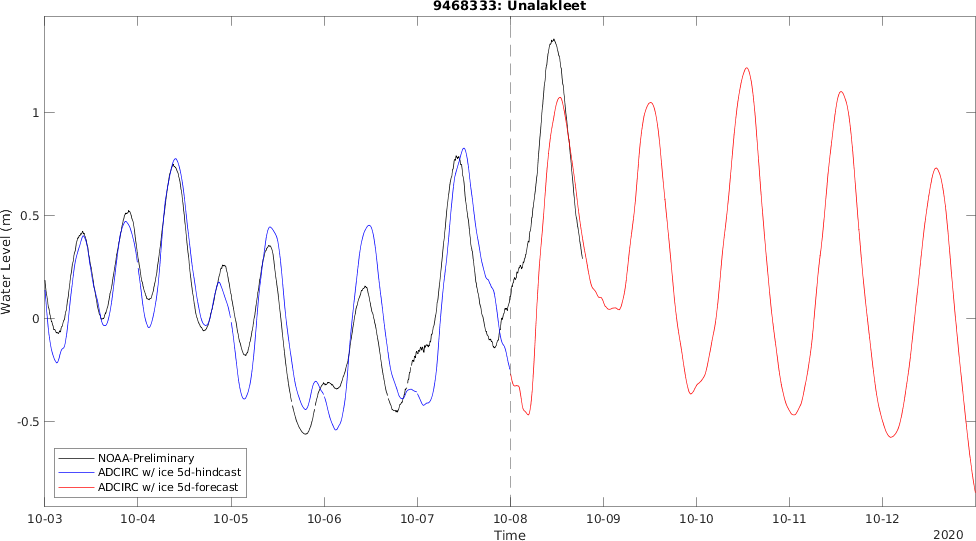 9468333: Unalakleet
Water Level (m)
1
0.5
0
-0.5
NOAA-Preliminary
ADCIRC w/ ice 5d-hindcast
ADCIRC w/ ice 5d-forecast
10-03 10-04 10-05 10-06 10-07 10-08 10-09 10-10 10-11 10-12
Time
2020